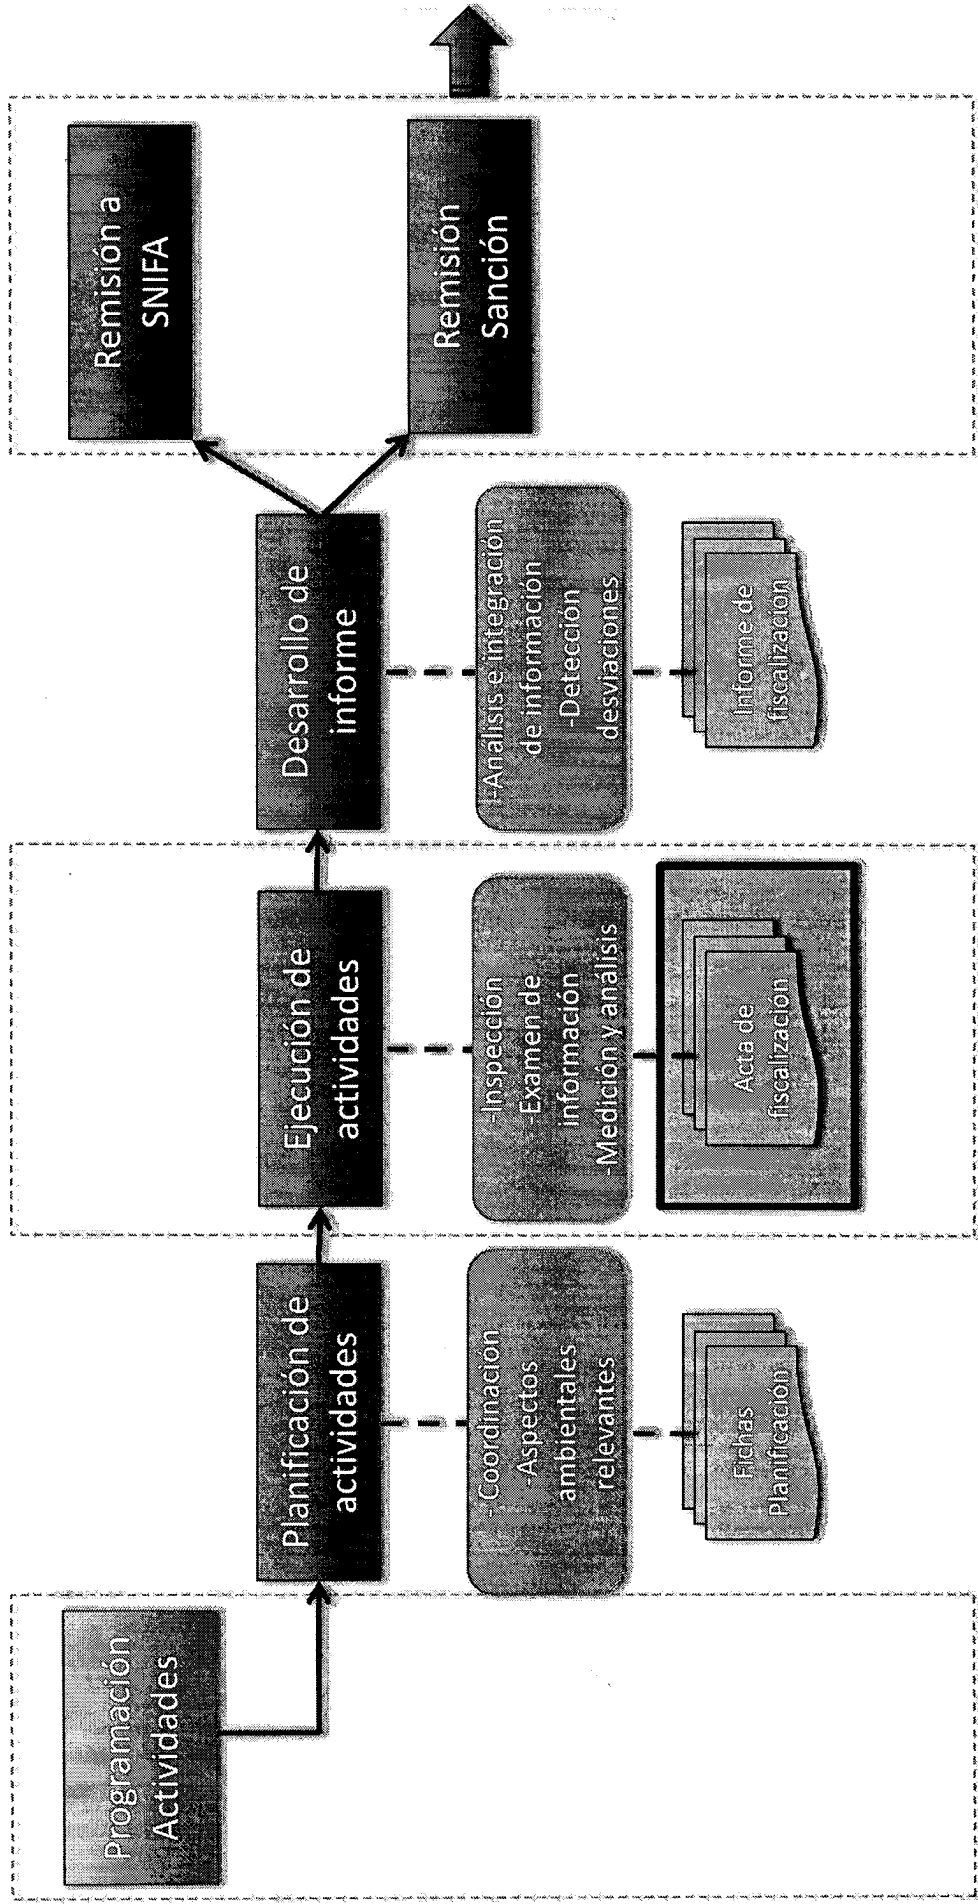 Programación
Actividades
Planificación de
actividades
- Coordinación
-Aspectos
ambientales
relevantes
Fichas
Planificación
Ejecución de
actividades
-Inspección
-Examen de
información
-Medición y análisis
Acta de
fiscalización
Desarrollo de
informe
-Análisis e integración
de información
-Detección
desviaciones
Informe de
fiscalización
Remisión a
SNIFA
Remisión
Sanción